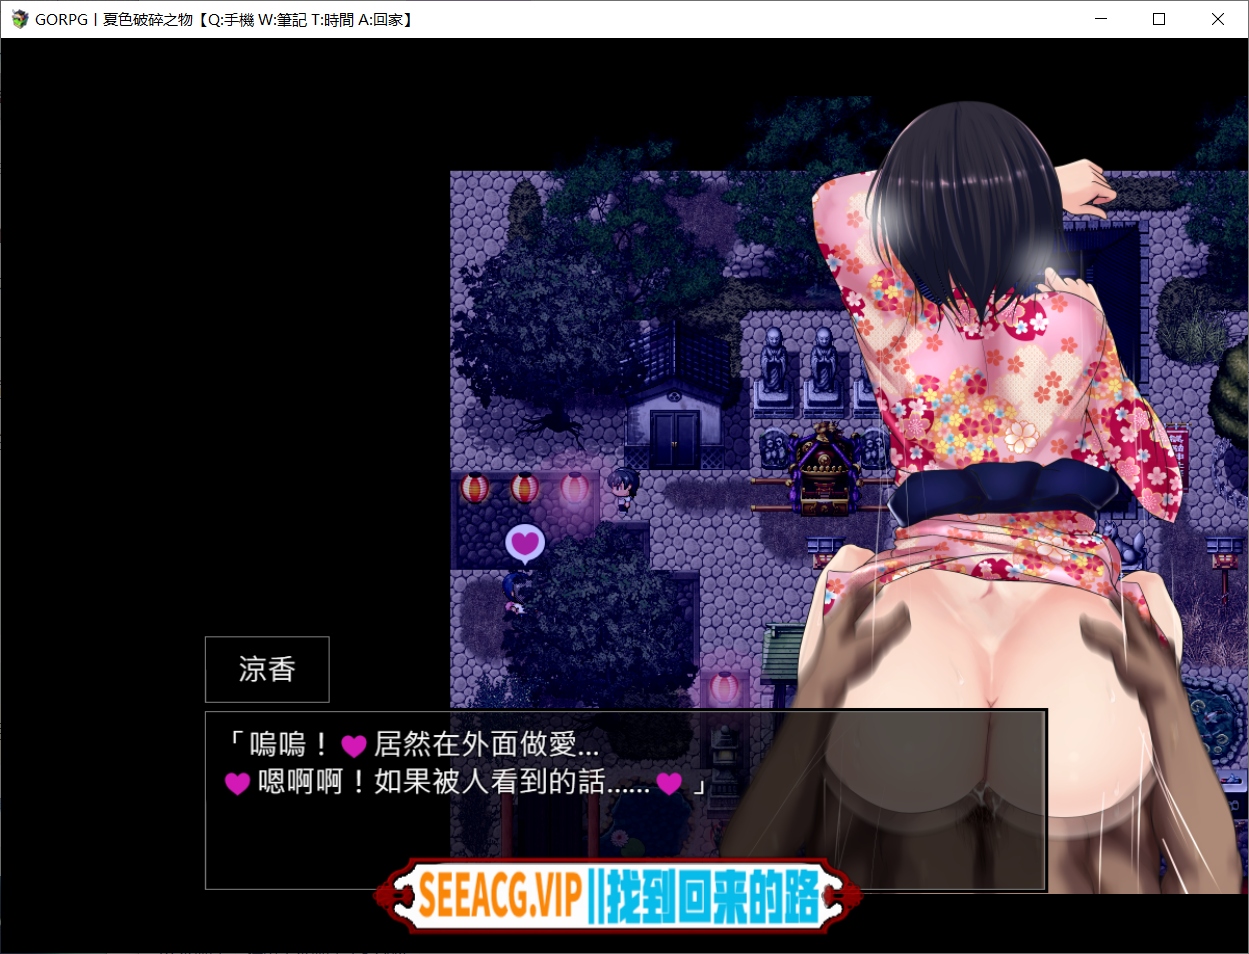 GORPG丨夏色破碎之物【Q:手機 W:筆記 T:時間 A:回家】
涼香
「嗚嗚！居然在外面做愛...
嗯啊啊！如果被人看到的話......」
SEEACG.VIP||找到回来的路